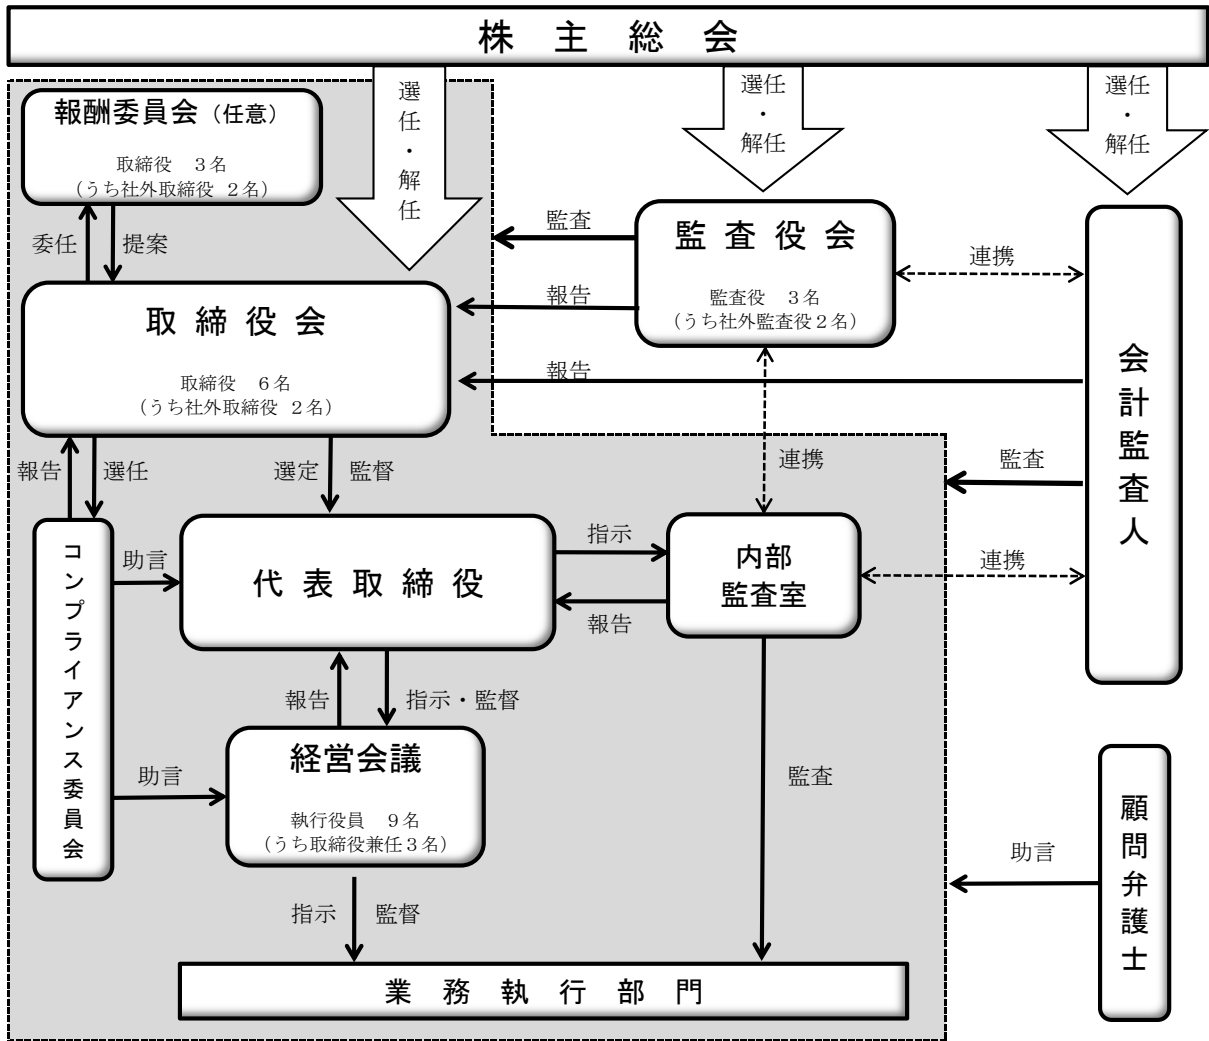 株 主 総 会
選任・解任
選任・解任
選任・解任
報酬委員会（任意）
取締役 3名
（うち社外取締役 2名）
委任
提案
取 締 役 会
取締役 6名
（うち社外取締役 2名）
監査
報告
監 査 役 会
監査役 3名
（うち社外監査役２名）
連携
報告
会計監査人
報告
選任
選定
監督
連携
監査
コンプライアンス委員会
助言
代 表 取 締 役
指示
報告
内部
監査室
連携
報告
指示・監督
助言
経営会議
執行役員 9名
（うち取締役兼任３名）
監査
顧問弁護士
助言
指示
監督
業 務 執 行 部 門